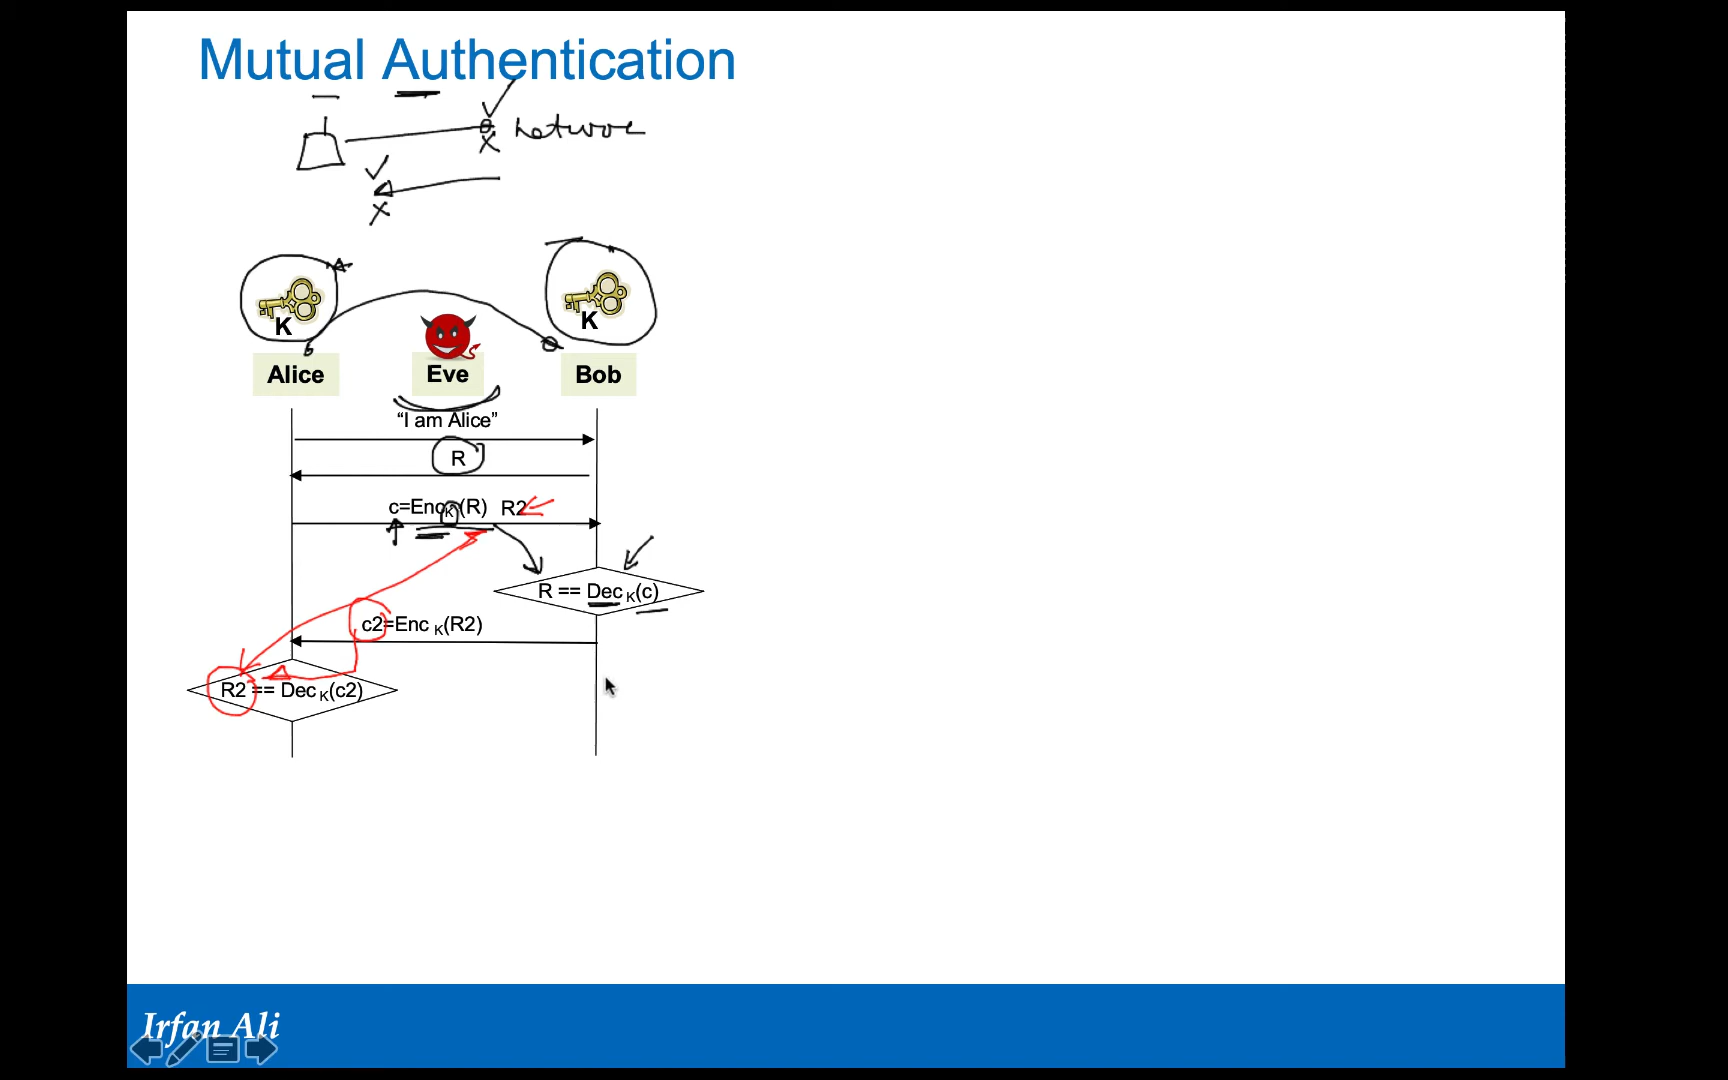 Mutual Authentication
K
K
Alice
Eve
Bob
"I am Alice"
R
c=Enc K(R) R2
R == Dec K(c)
c2=Enc K(R2)
R2 == Dec K(c2)
Irfan Ali